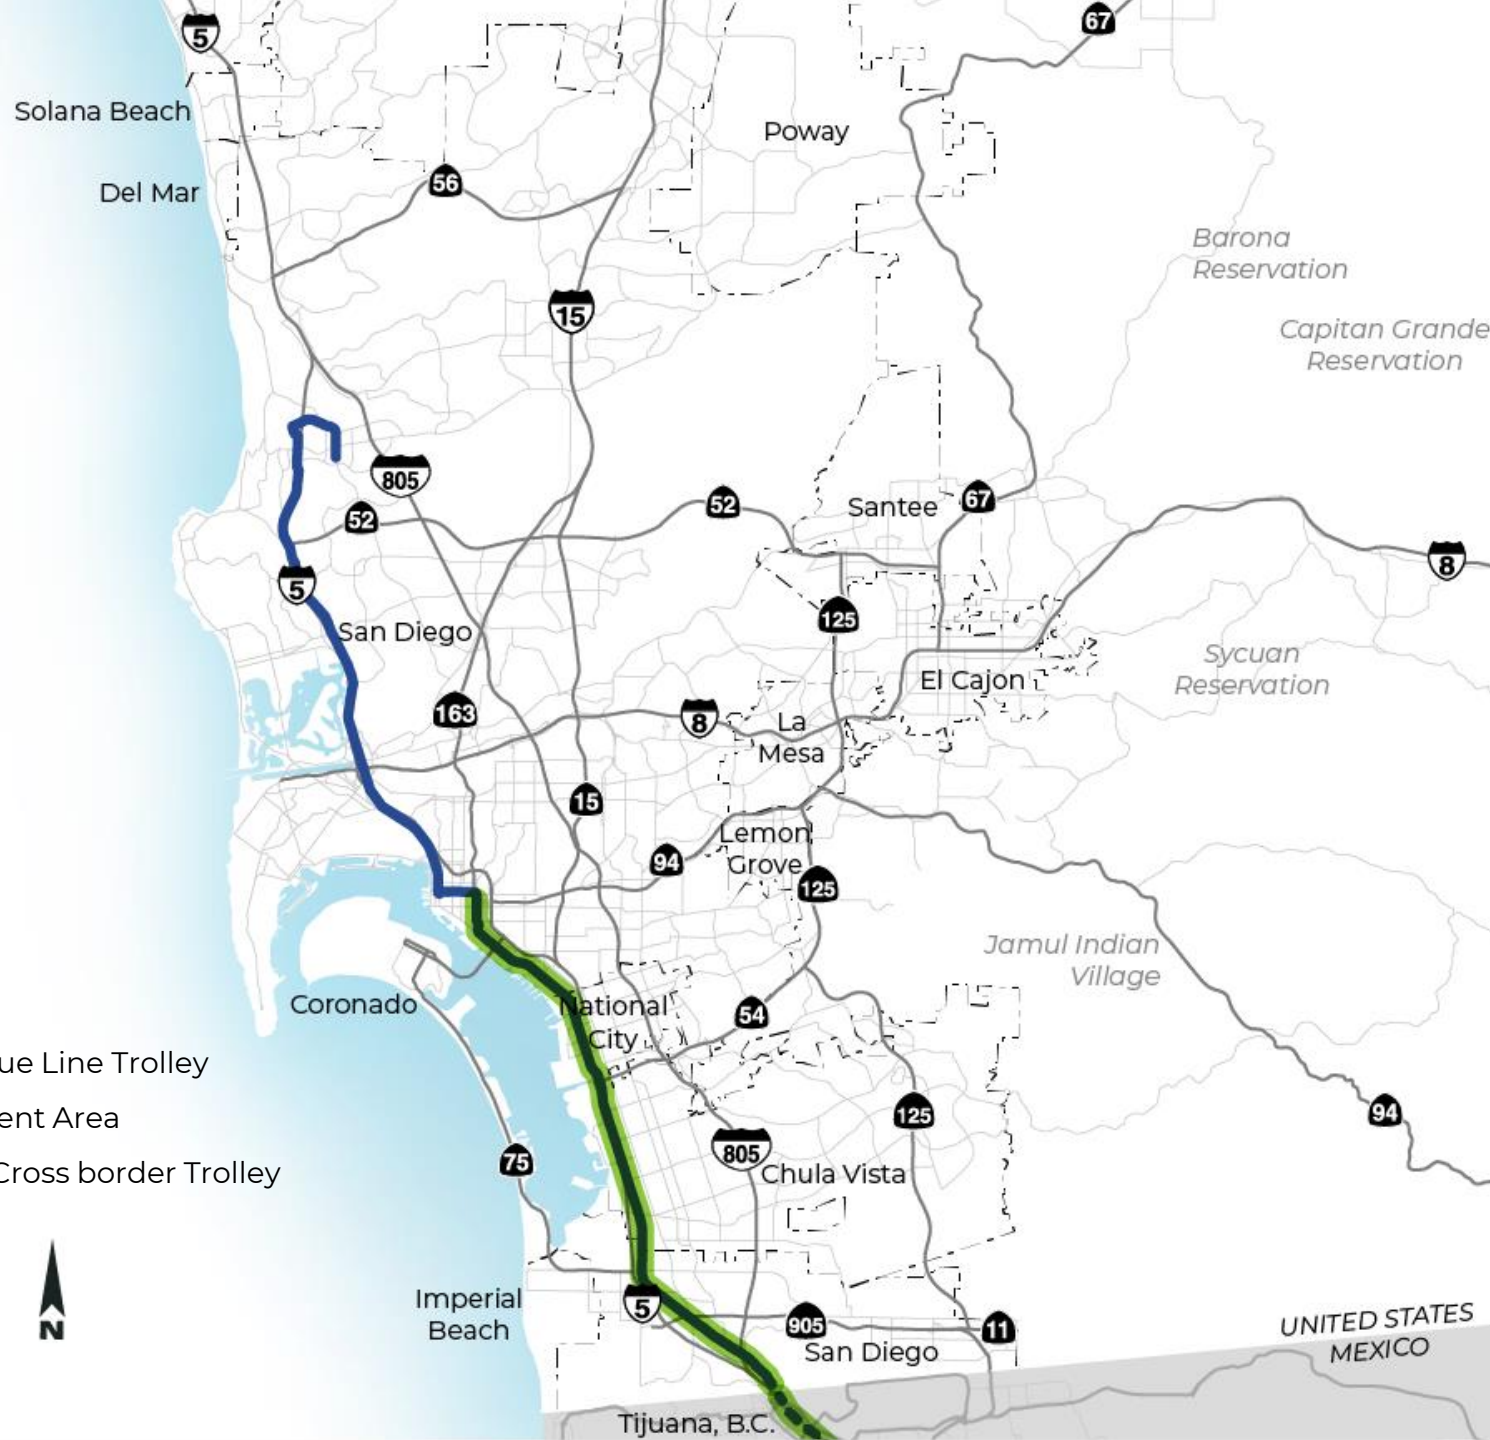 5
67
Solana Beach
Poway
56
Del Mar
Barona
Reservation
15
Capitan Grande
Reservation
805
52
52
Santee
67
8
5
125
San Diego
Sycuan
Reservation
El Cajon
163
8
La
Mesa
15
Lemon
Grove
94
125
Jamul Indian
Village
Coronado
National
City
54
ue Line Trolley
ent Area
125
94
Cross border Trolley
75
805
Chula Vista
N
Imperial
Beach
5
905
11
San Diego
UNITED STATES
MEXICO
Tijuana, B.C.